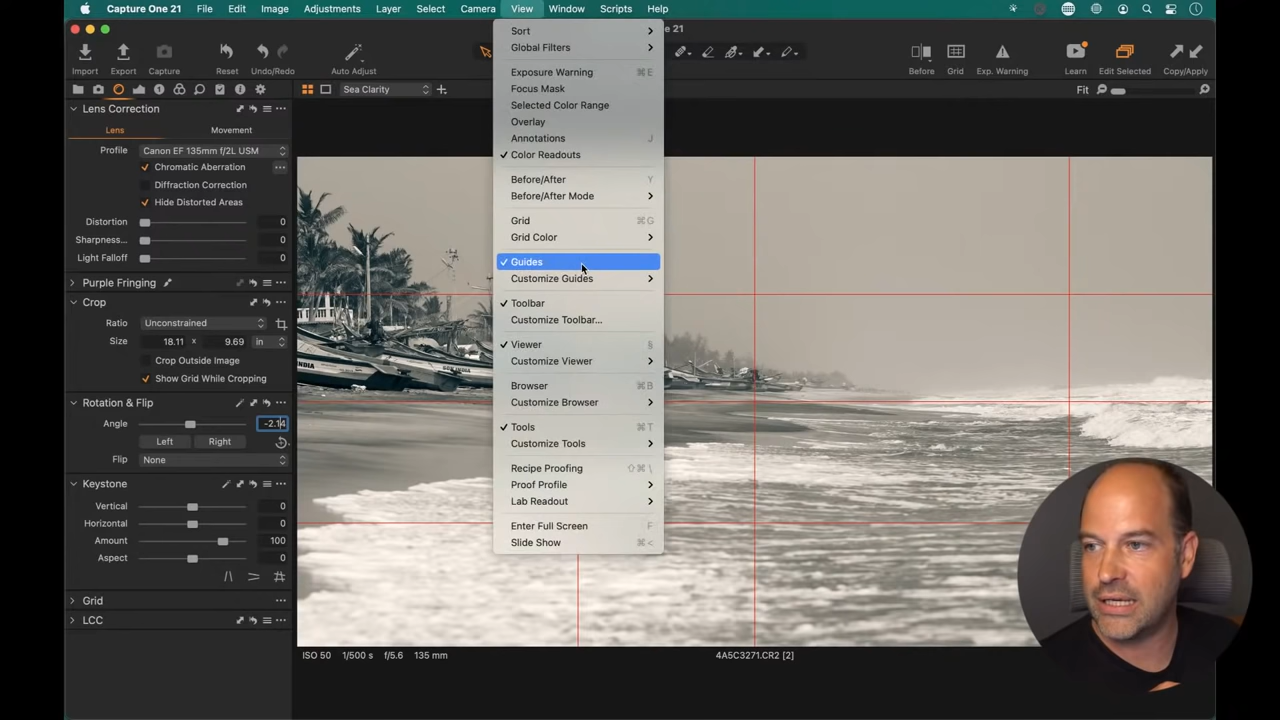 Capture One 21 File Edit Image Adjustments Layer Select Camera View Window Scripts Help
e 21
Import Export Capture Reset Undo/Redo Auto Adjust Before Grid Exp. Warning Learn Edit Selected Copy/Apply
Sea Clarity Fit
Lens Correction
Lens Movement
Profile Canon EF 135mm f/2L USM
Chromatic Aberration
Diffraction Correction
Hide Distorted Areas
Distortion 0
Sharpness... 0
Light Falloff 0
Purple Fringing
Crop
Ratio Unconstrained
Size 18.11 x 9.69 in
Crop Outside Image
Show Grid While Cropping
Rotation & Flip
Angle -2.14
Left Right
Flip None
Keystone
Vertical 0
Horizontal 0
Amount 100
Aspect 0
Grid
LCC
Sort
Global Filters
Exposure Warning ⌘E
Focus Mask
Selected Color Range
Overlay
Annotations J
Color Readouts
Before/After Y
Before/After Mode
Grid ⌘G
Grid Color
Guides
Customize Guides
Toolbar
Customize Toolbar...
Viewer §
Customize Viewer
Browser ⌘B
Customize Browser
Tools ⌘T
Customize Tools
Recipe Proofing ⇧⌘\
Proof Profile
Lab Readout
Enter Full Screen F
Slide Show ⌘<
ISO 50 1/500 s f/5.6 135 mm 4A5C3271.CR2 [2]